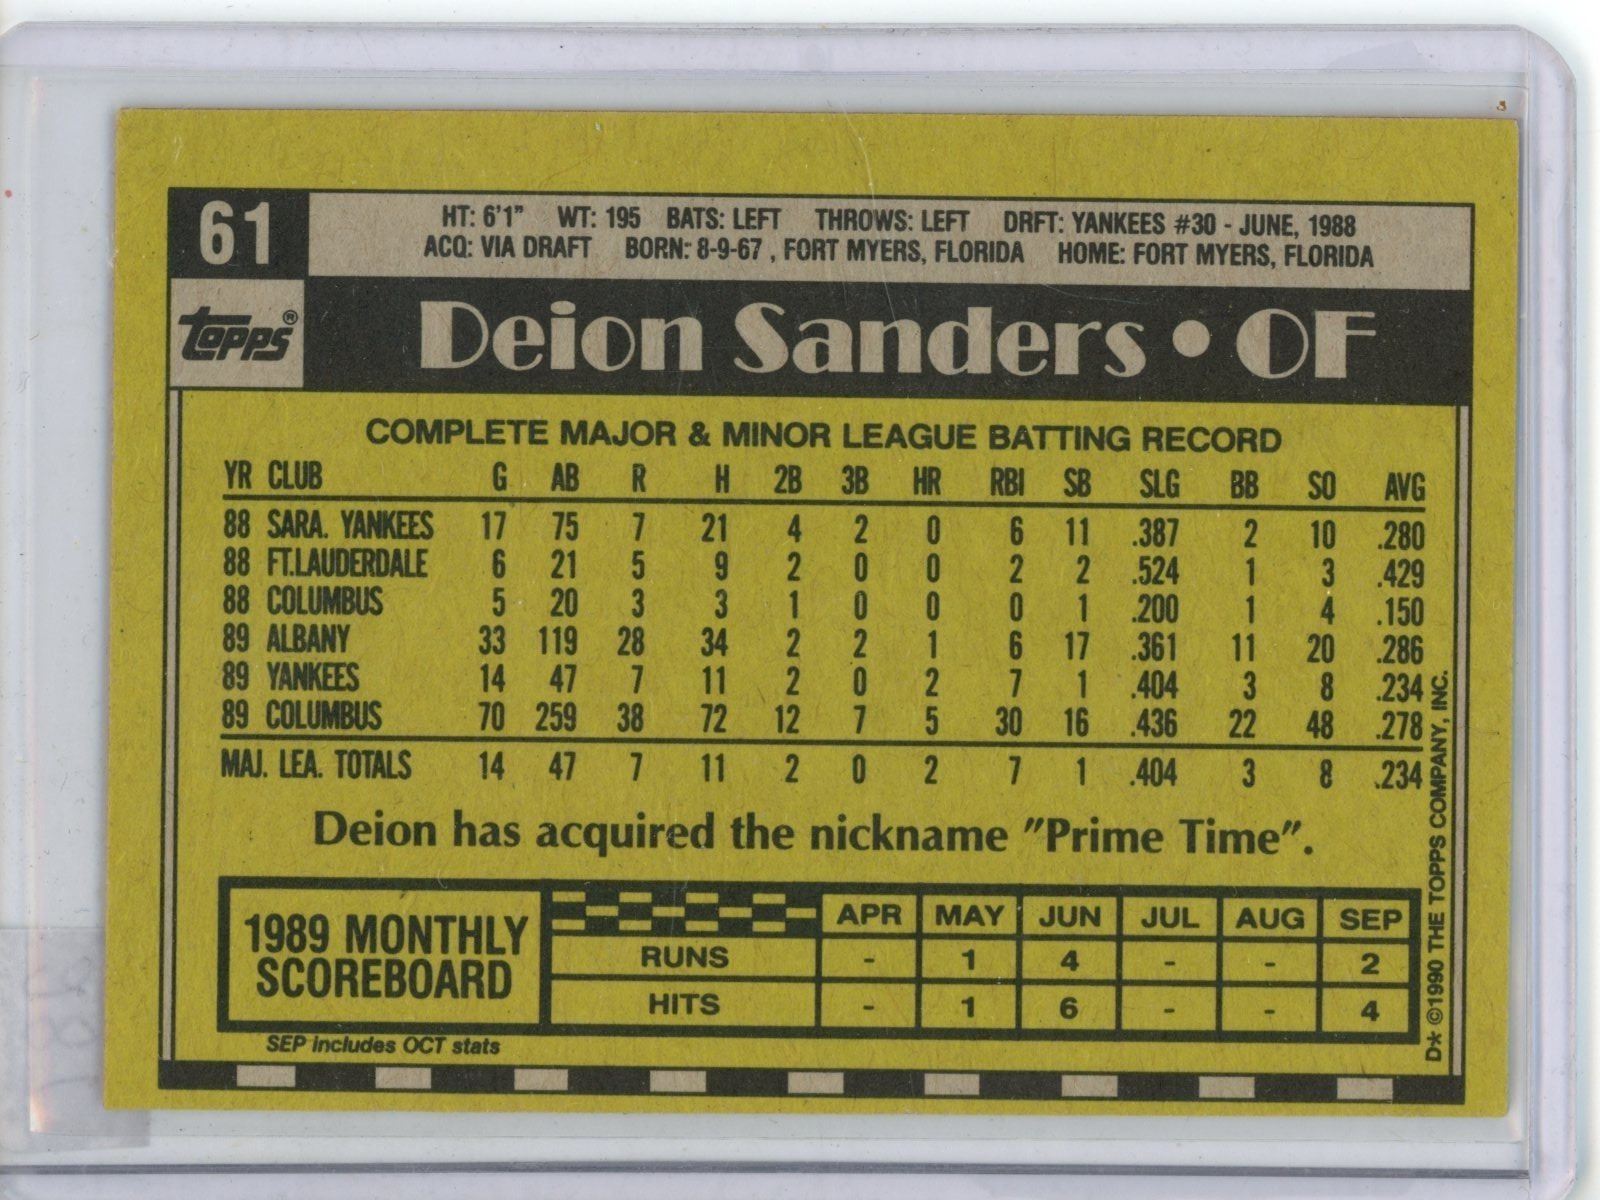 61
HT: 6'1" WT: 195 BATS: LEFT THROWS: LEFT DRFT: YANKEES #30 - JUNE, 1988
ACQ: VIA DRAFT BORN: 8-9-67 , FORT MYERS, FLORIDA HOME: FORT MYERS, FLORIDA
Topps®
Deion Sanders • OF
COMPLETE MAJOR & MINOR LEAGUE BATTING RECORD
YR CLUB G AB R H 2B 3B HR RBI SB SLG BB SO AVG
88 SARA. YANKEES 17 75 7 21 4 2 0 6 11 .387 2 10 .280
88 FT.LAUDERDALE 6 21 5 9 2 0 0 2 2 .524 1 3 .429
88 COLUMBUS 5 20 3 3 1 0 0 0 1 .200 1 4 .150
89 ALBANY 33 119 28 34 2 2 1 6 17 .361 11 20 .286
89 YANKEES 14 47 7 11 2 0 2 7 1 .404 3 8 .234
89 COLUMBUS 70 259 38 72 12 7 5 30 16 .436 22 48 .278
MAJ. LEA. TOTALS 14 47 7 11 2 0 2 7 1 .404 3 8 .234
Deion has acquired the nickname "Prime Time".
1989 MONTHLY
SCOREBOARD
APR MAY JUN JUL AUG SEP
RUNS - 1 4 - - 2
HITS - 1 6 - - 4
SEP includes OCT stats
D* ©1990 THE TOPPS COMPANY, INC.